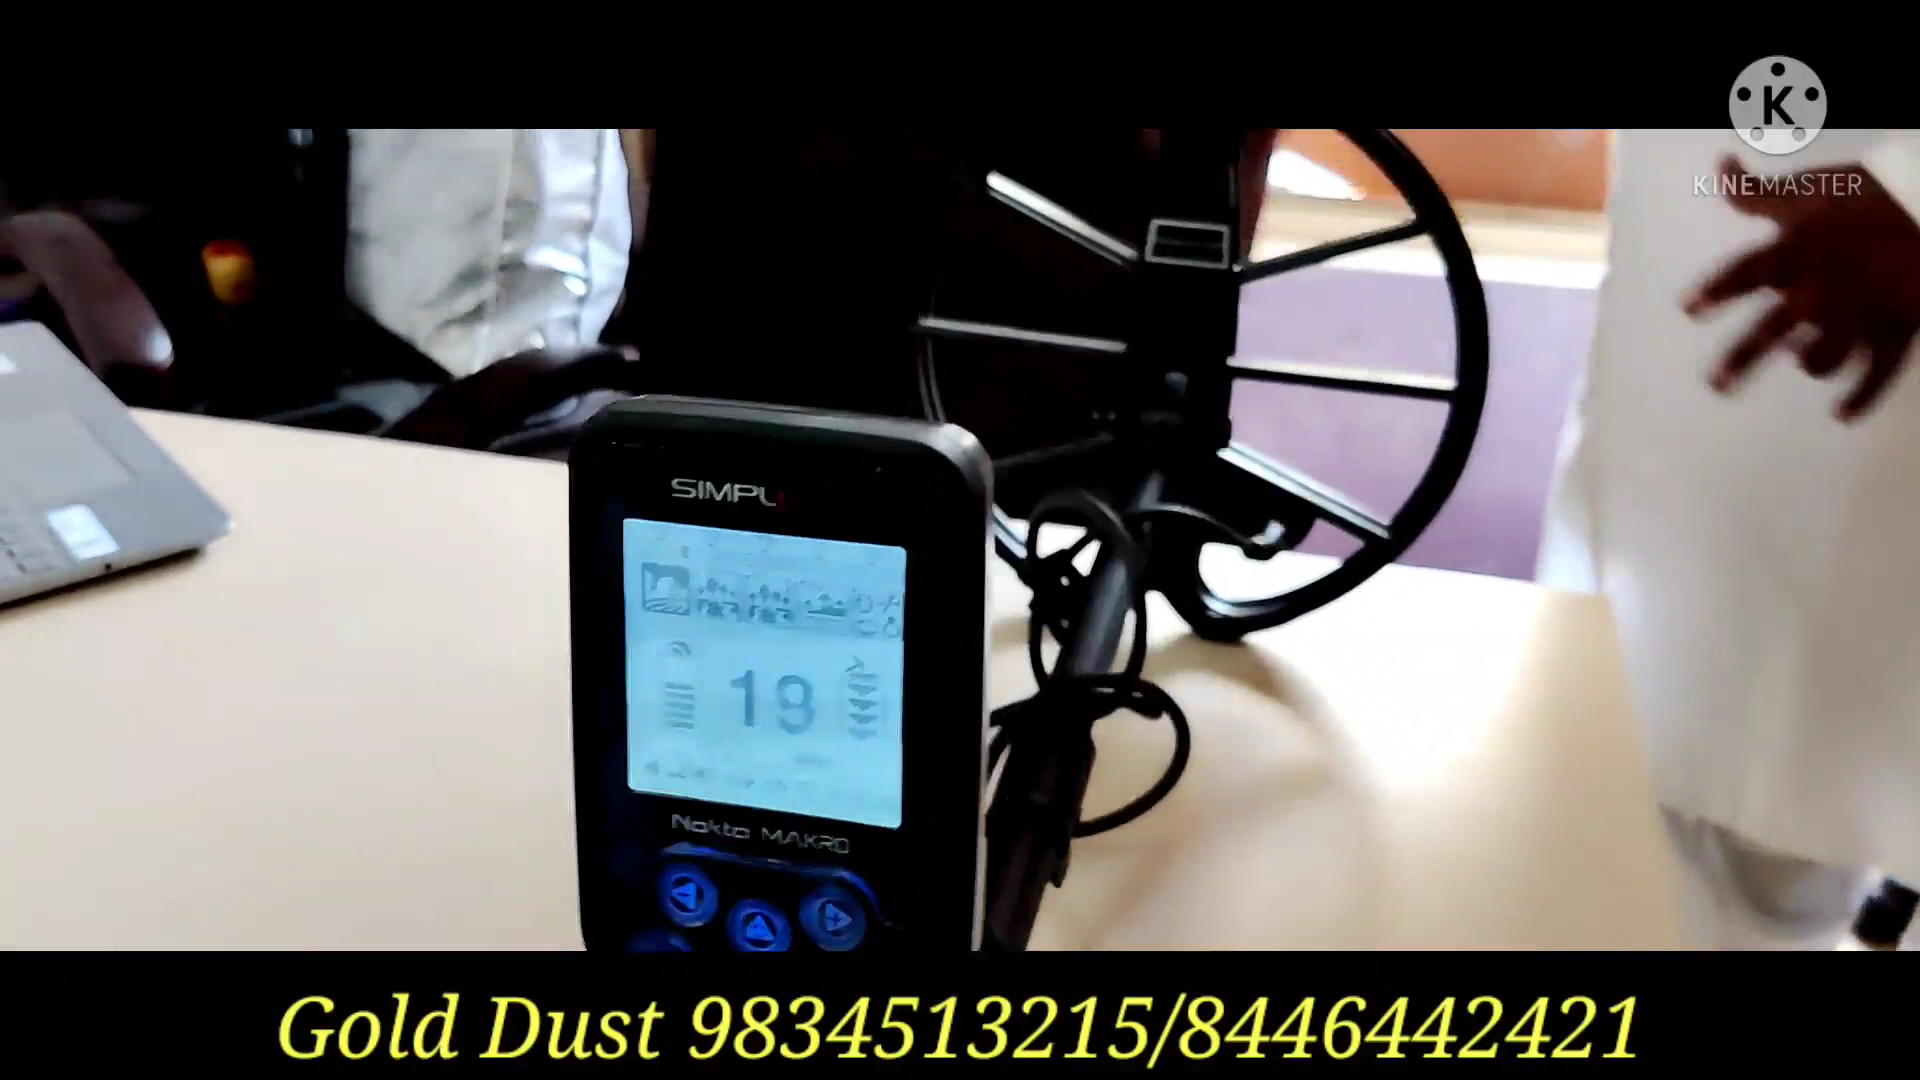 K
KINEMASTER
SIMPL
19
Nokta MAKRO
Gold Dust 9834513215/8446442421